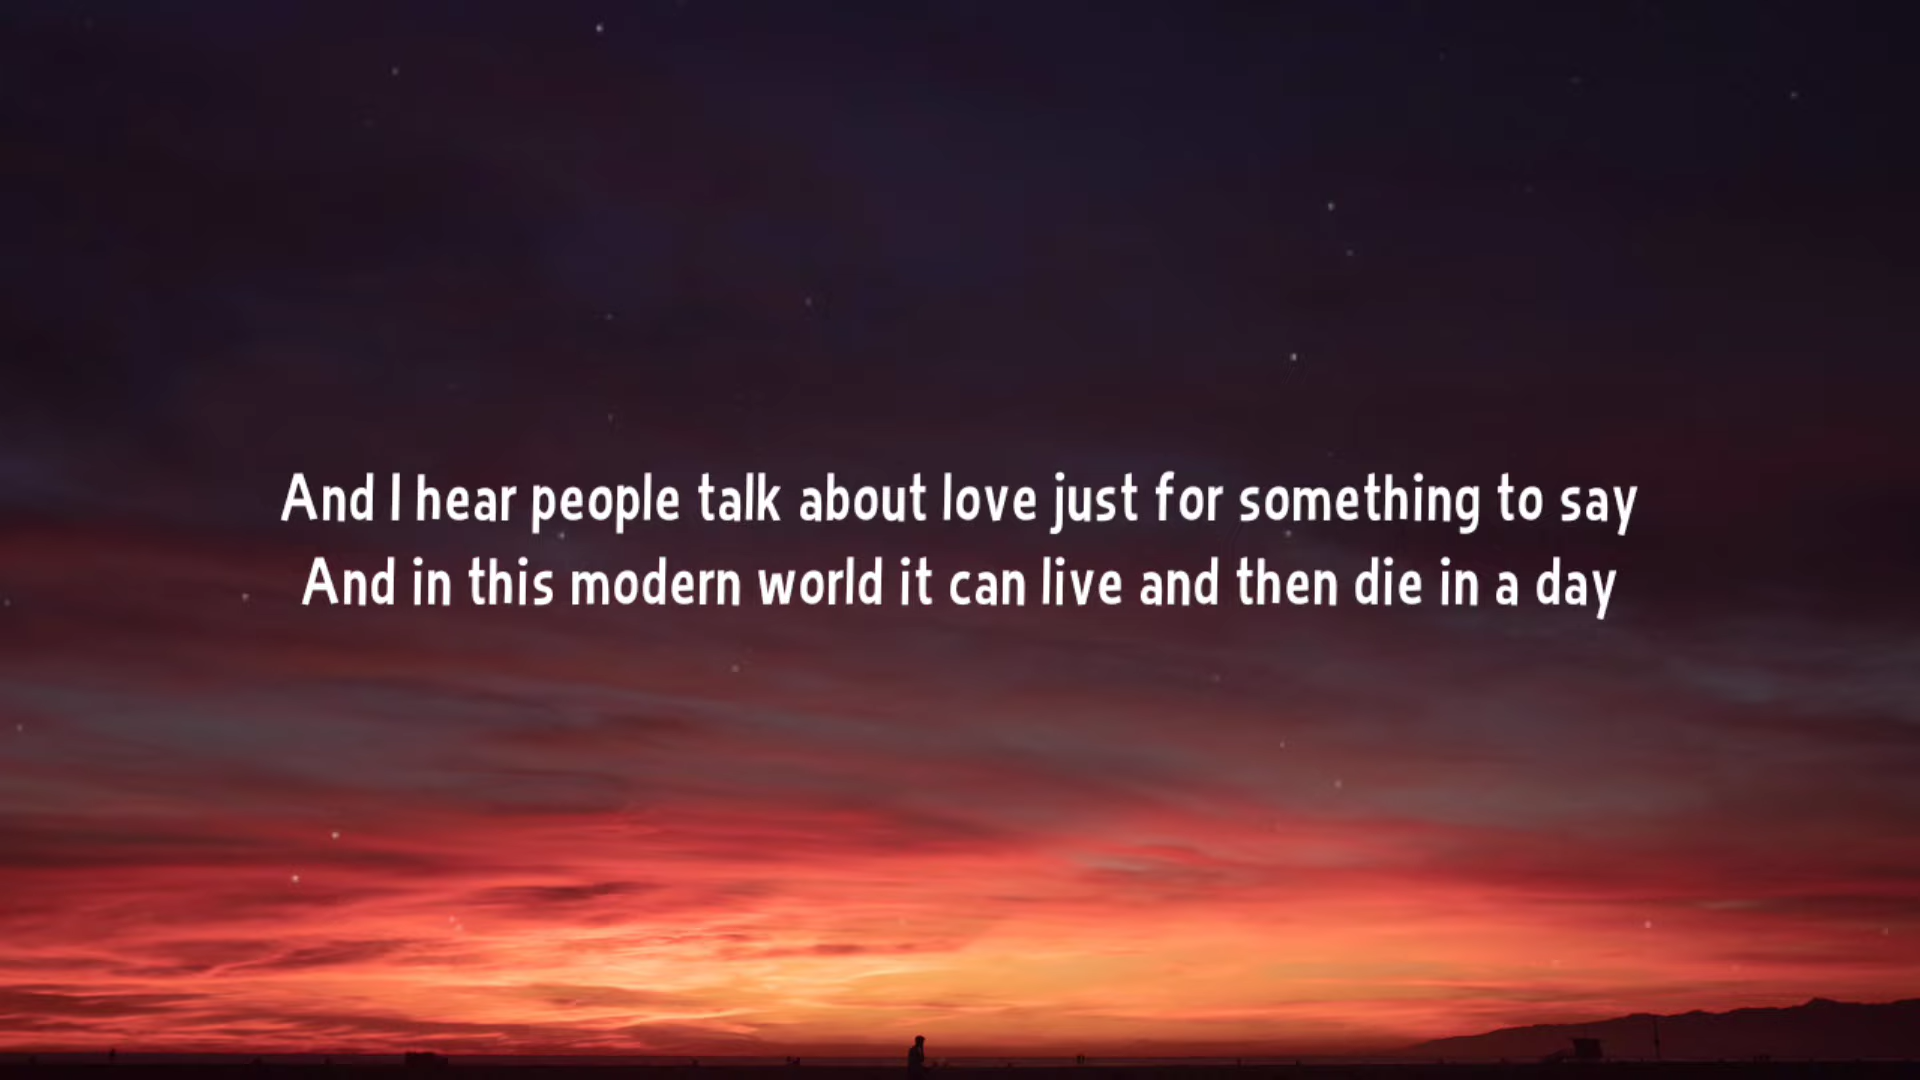 And I hear people talk about love just for something to say
And in this modern world it can live and then die in a day